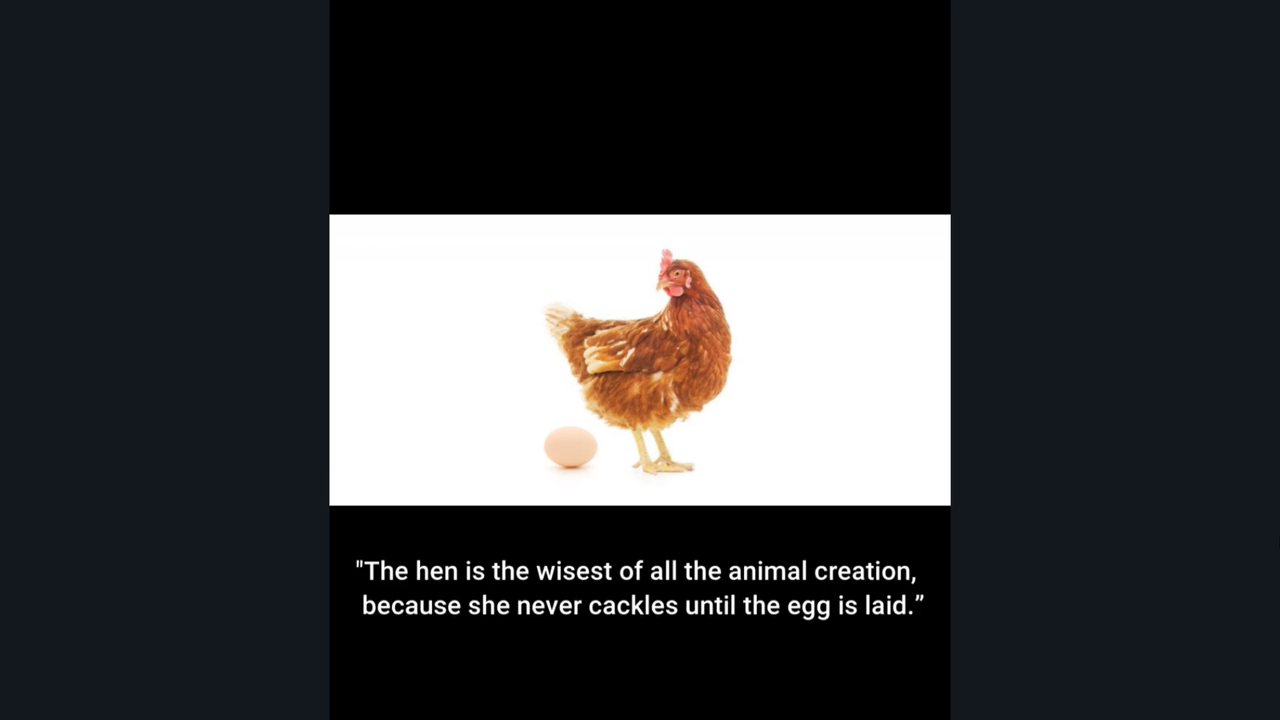 "The hen is the wisest of all the animal creation,
because she never cackles until the egg is laid.”